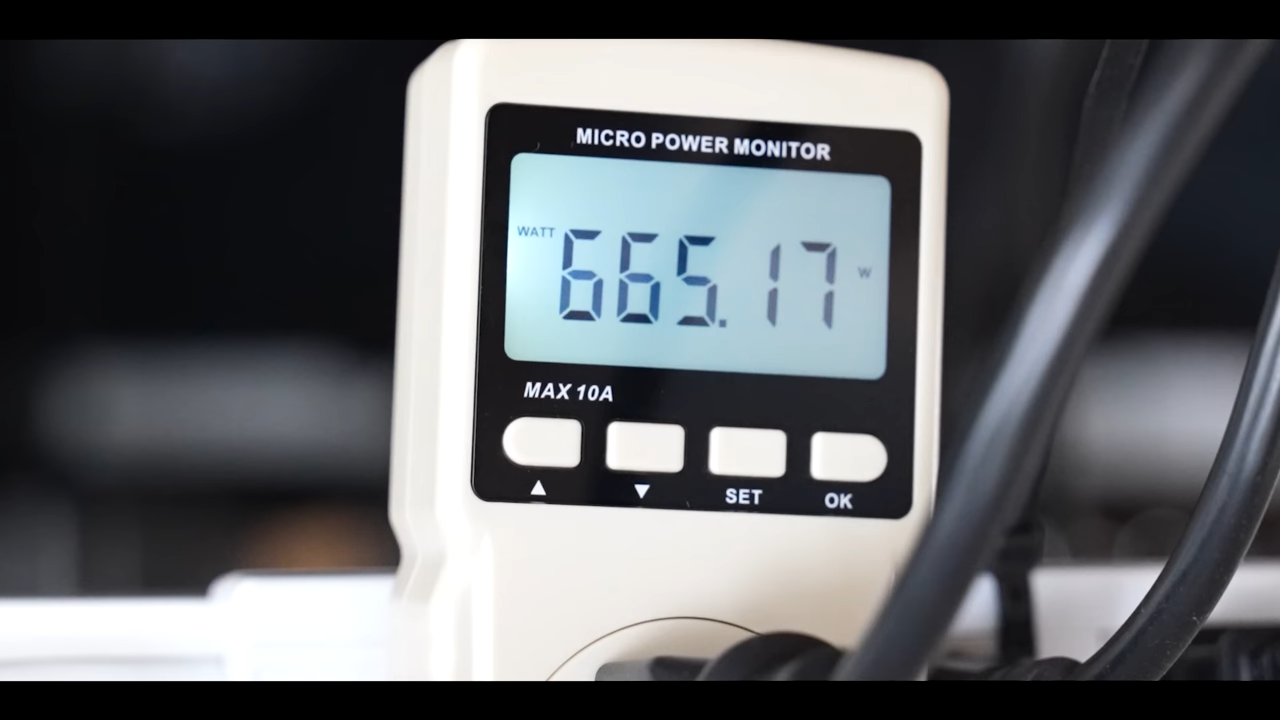 MICRO POWER MONITOR
WATT 665.17 W
MAX 10A
▲ ▼ SET OK